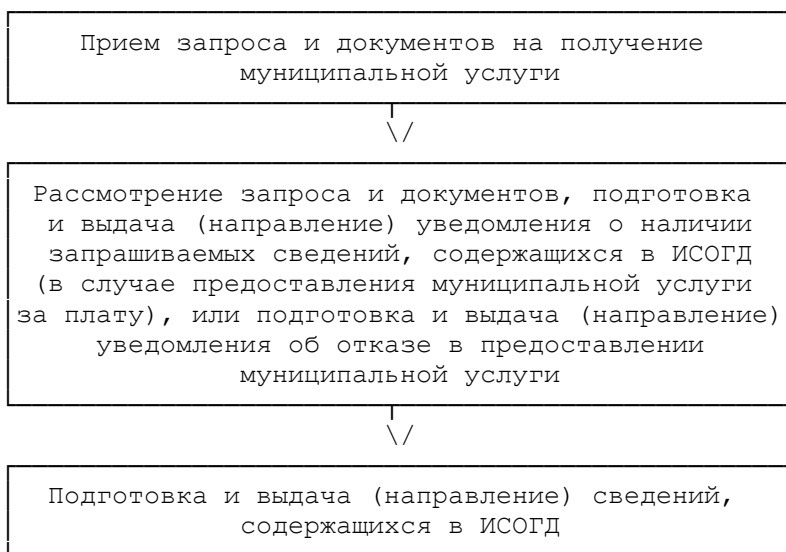 Прием запроса и документов на получение
муниципальной услуги
\/
Рассмотрение запроса и документов, подготовка
и выдача (направление) уведомления о наличии
запрашиваемых сведений, содержащихся в ИСОГД
(в случае предоставления муниципальной услуги
за плату), или подготовка и выдача (направление)
уведомления об отказе в предоставлении
муниципальной услуги
\/
Подготовка и выдача (направление) сведений,
содержащихся в ИСОГД